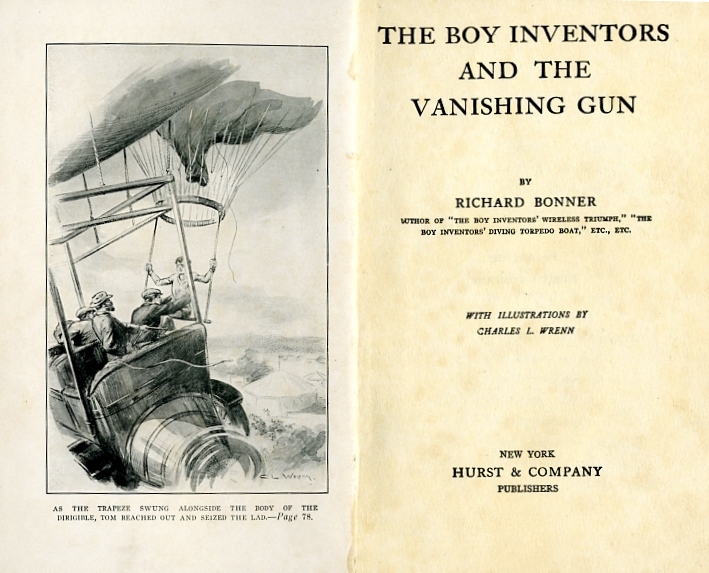 C L Wrenn.
AS THE TRAPEZE SWUNG ALONGSIDE THE BODY OF THE
DIRIGIBLE, TOM REACHED OUT AND SEIZED THE LAD.—Page 78.
THE BOY INVENTORS
AND THE
VANISHING GUN
BY
RICHARD BONNER
AUTHOR OF "THE BOY INVENTORS' WIRELESS TRIUMPH," "THE
BOY INVENTORS' DIVING TORPEDO BOAT," ETC., ETC.
WITH ILLUSTRATIONS BY
CHARLES L. WRENN
NEW YORK
HURST & COMPANY
PUBLISHERS